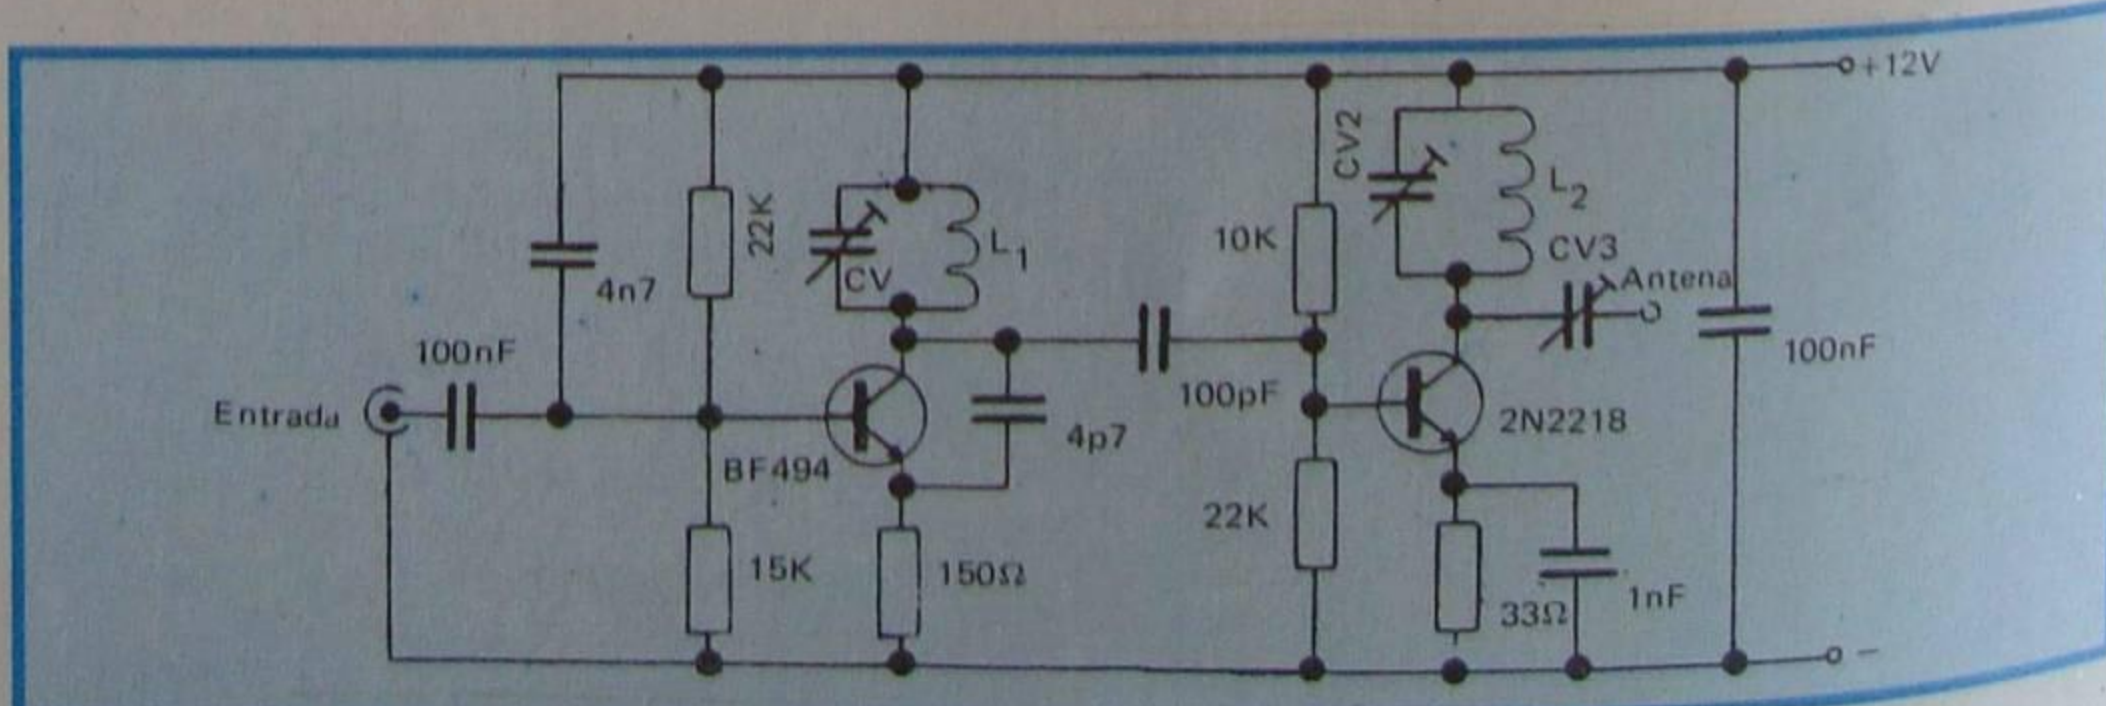 +12V
CV2
22K
L2
10K
L1
CV3
CV
Antena
4n7
100nF
100nF
100pF
Entrada
2N2218
4p7
BF494
22K
15K
150Ω
33Ω
1nF
-